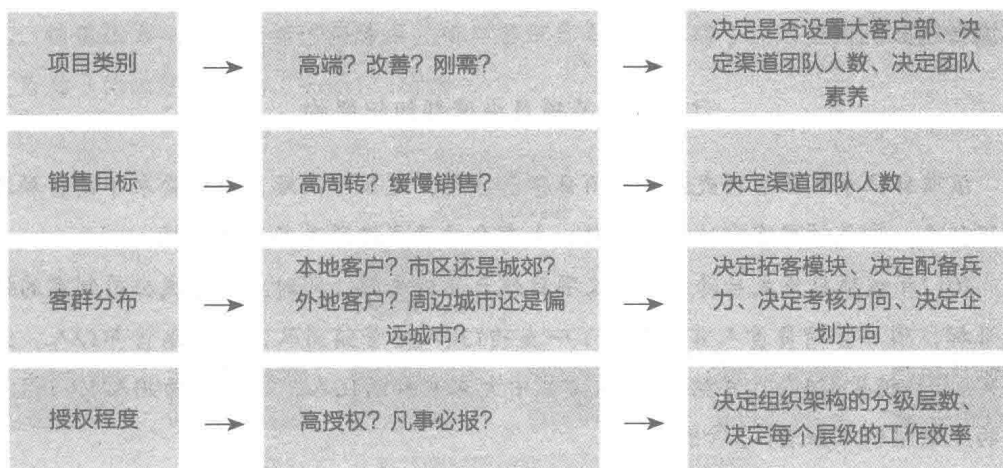 项目类别
高端？改善？刚需？
决定是否设置大客户部、决
定渠道团队人数、决定团队
素养
销售目标
高周转？缓慢销售？
决定渠道团队人数
客群分布
本地客户？市区还是城郊？
外地客户？周边城市还是偏
远城市？
决定拓客模块、决定配备兵
力、决定考核方向、决定企
划方向
授权程度
高授权？凡事必报？
决定组织架构的分级层数、
决定每个层级的工作效率